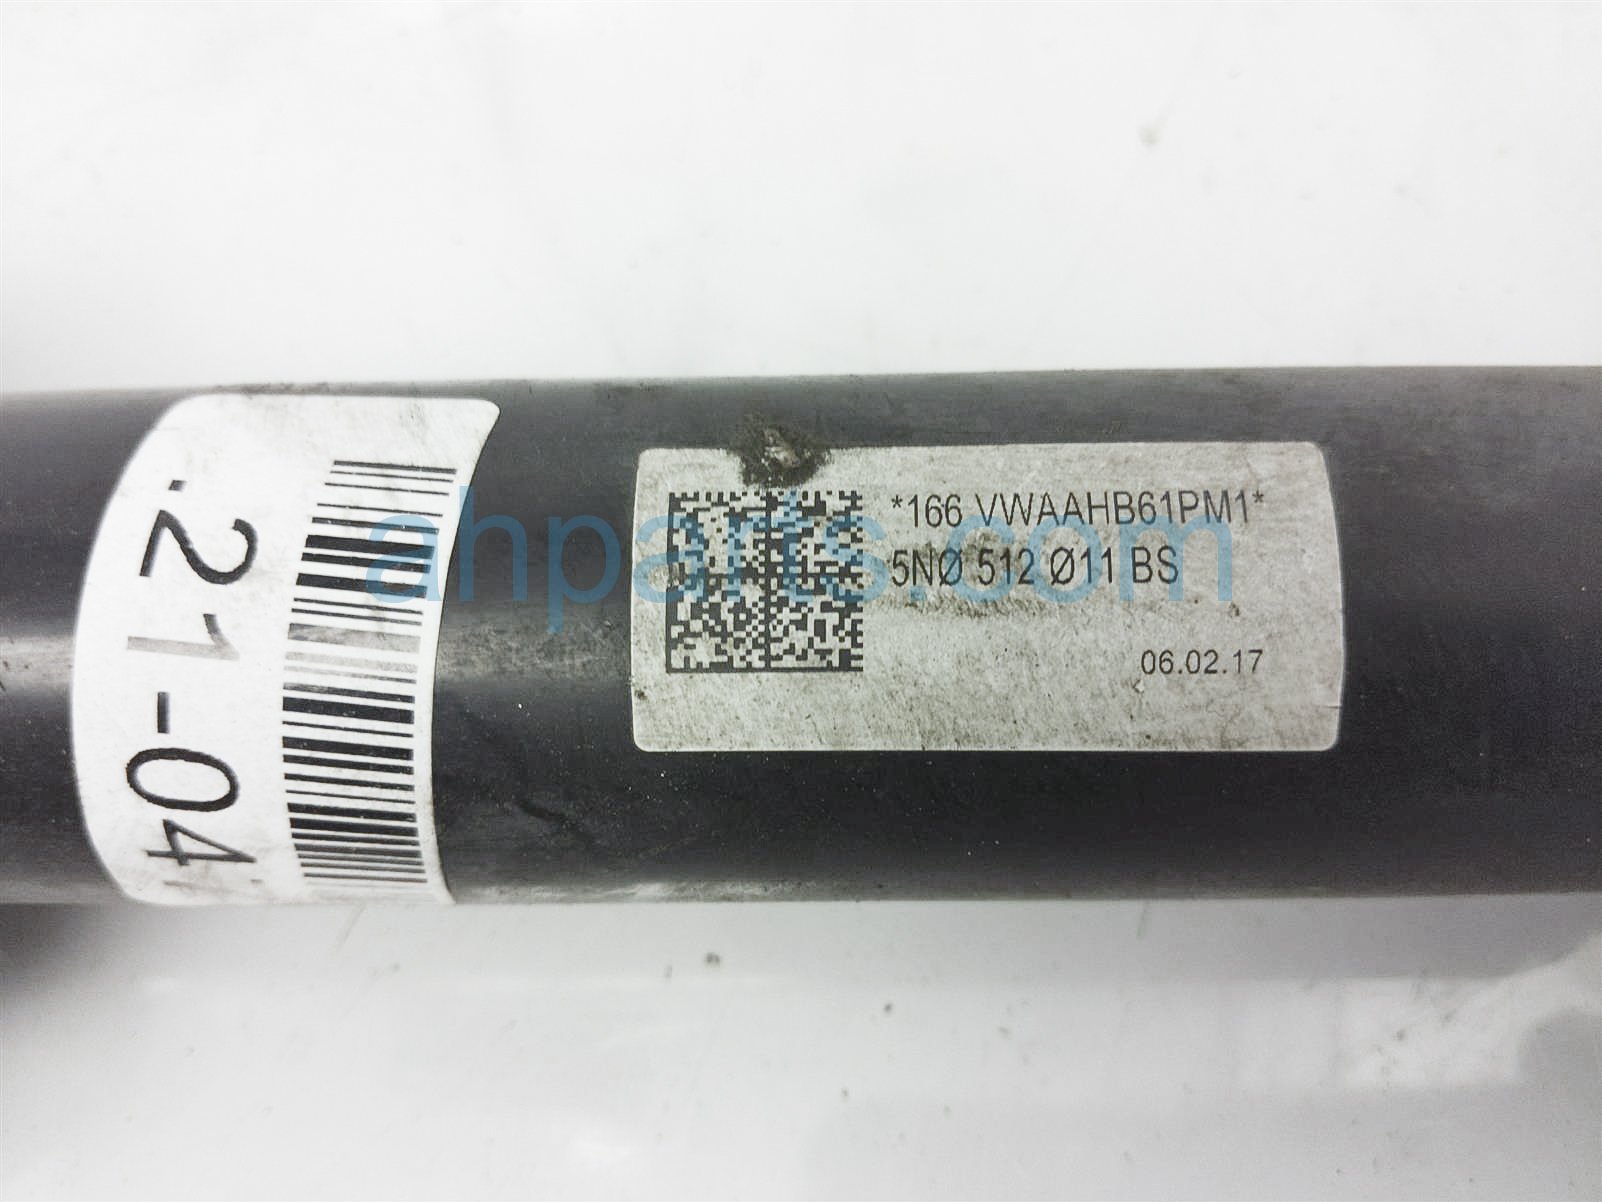 .21-04
*166 VWAAHB61PM1*
5NØ 512 Ø11 BS
06.02.17
ahparts.com